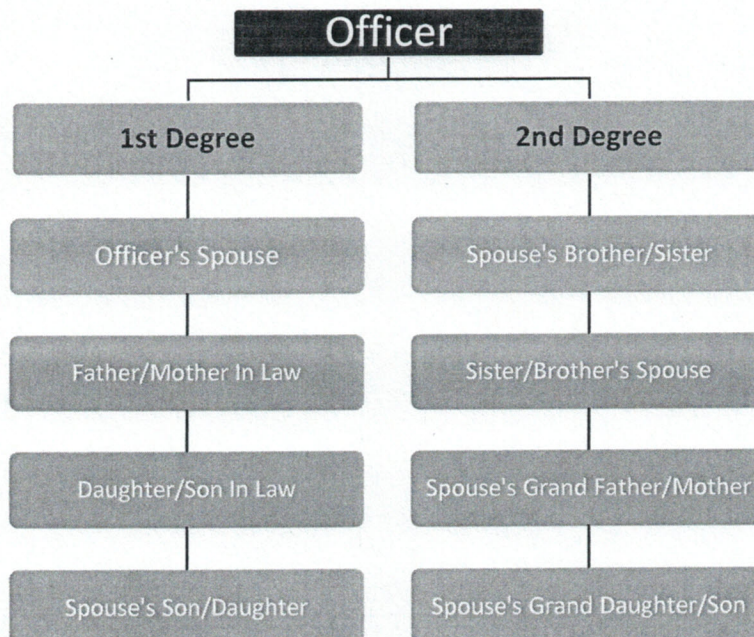 Officer
1st Degree
Officer's Spouse
Father/Mother In Law
Daughter/Son In Law
Spouse's Son/Daughter
2nd Degree
Spouse's Brother/Sister
Sister/Brother's Spouse
Spouse's Grand Father/Mother
Spouse's Grand Daughter/Son